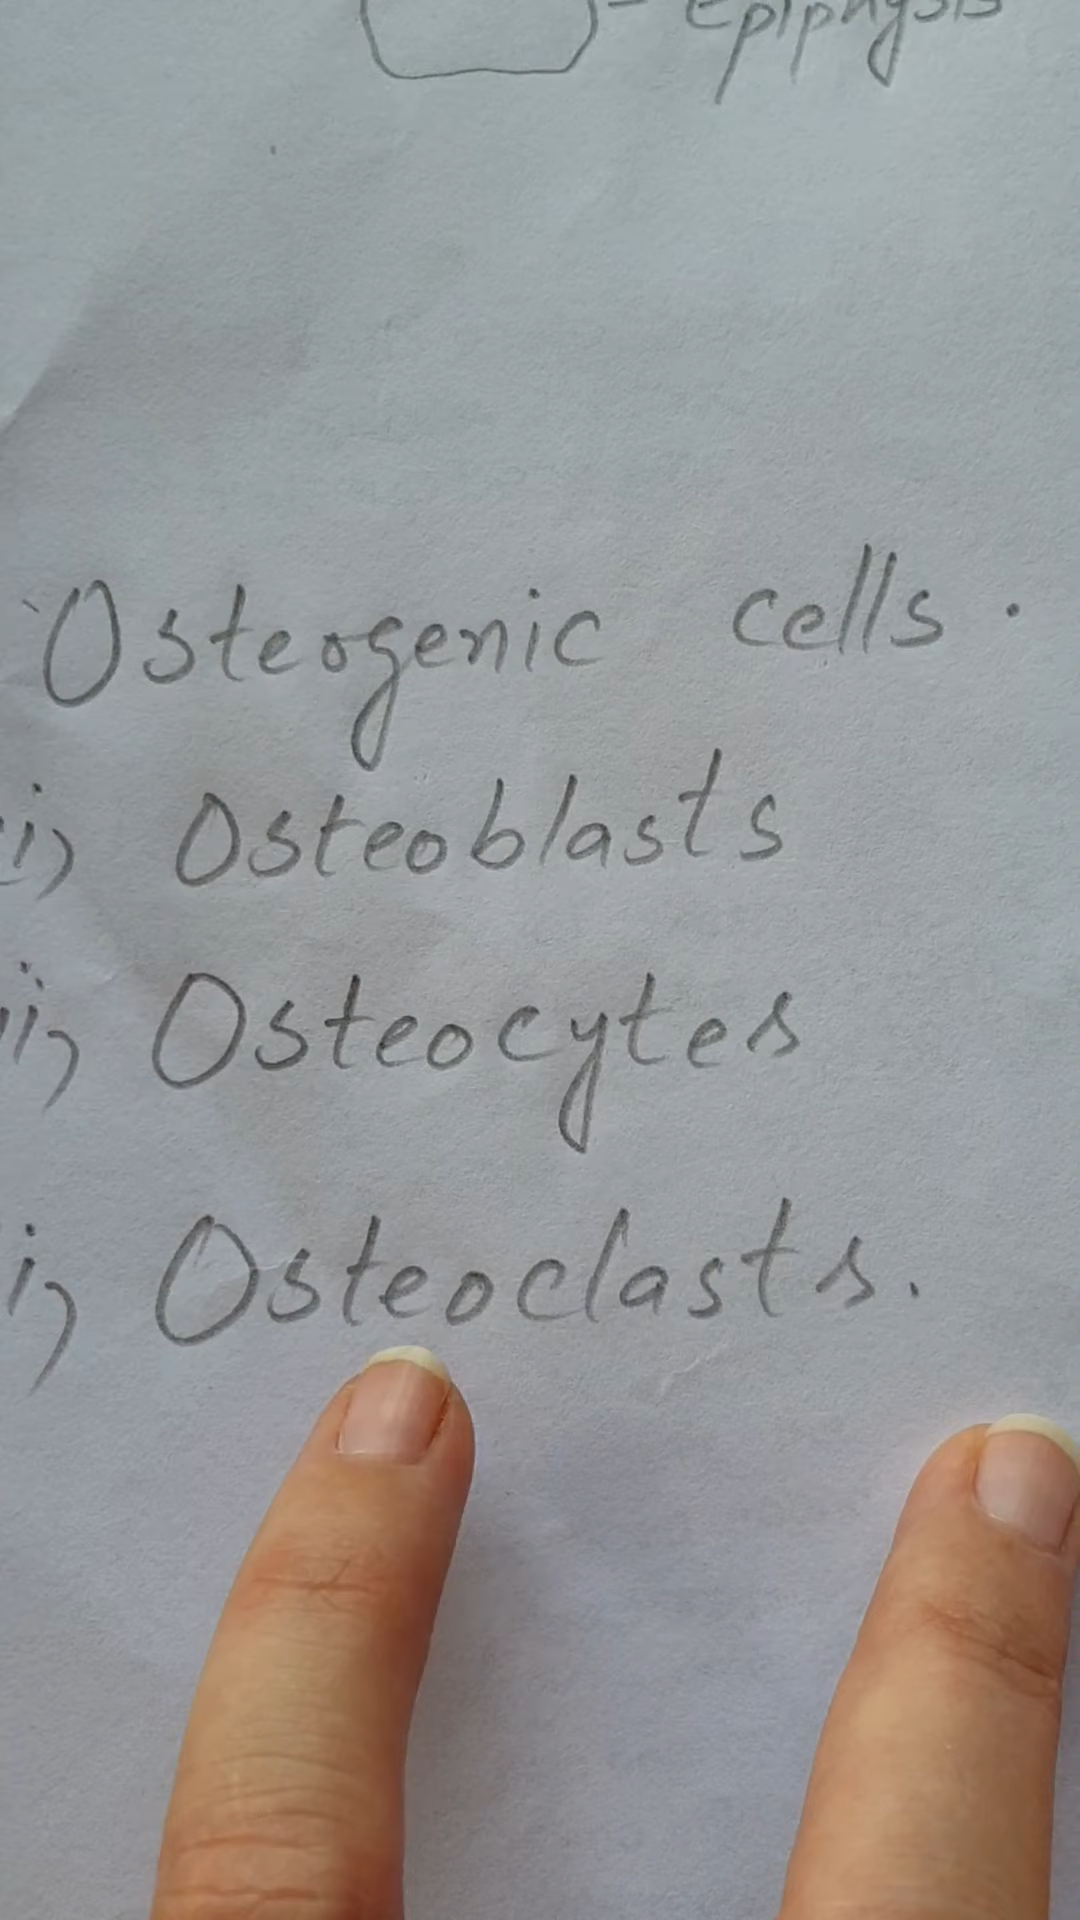 - Epiphysis
Osteogenic cells.
i) Osteoblasts
ii) Osteocytes
i) Osteoclasts.